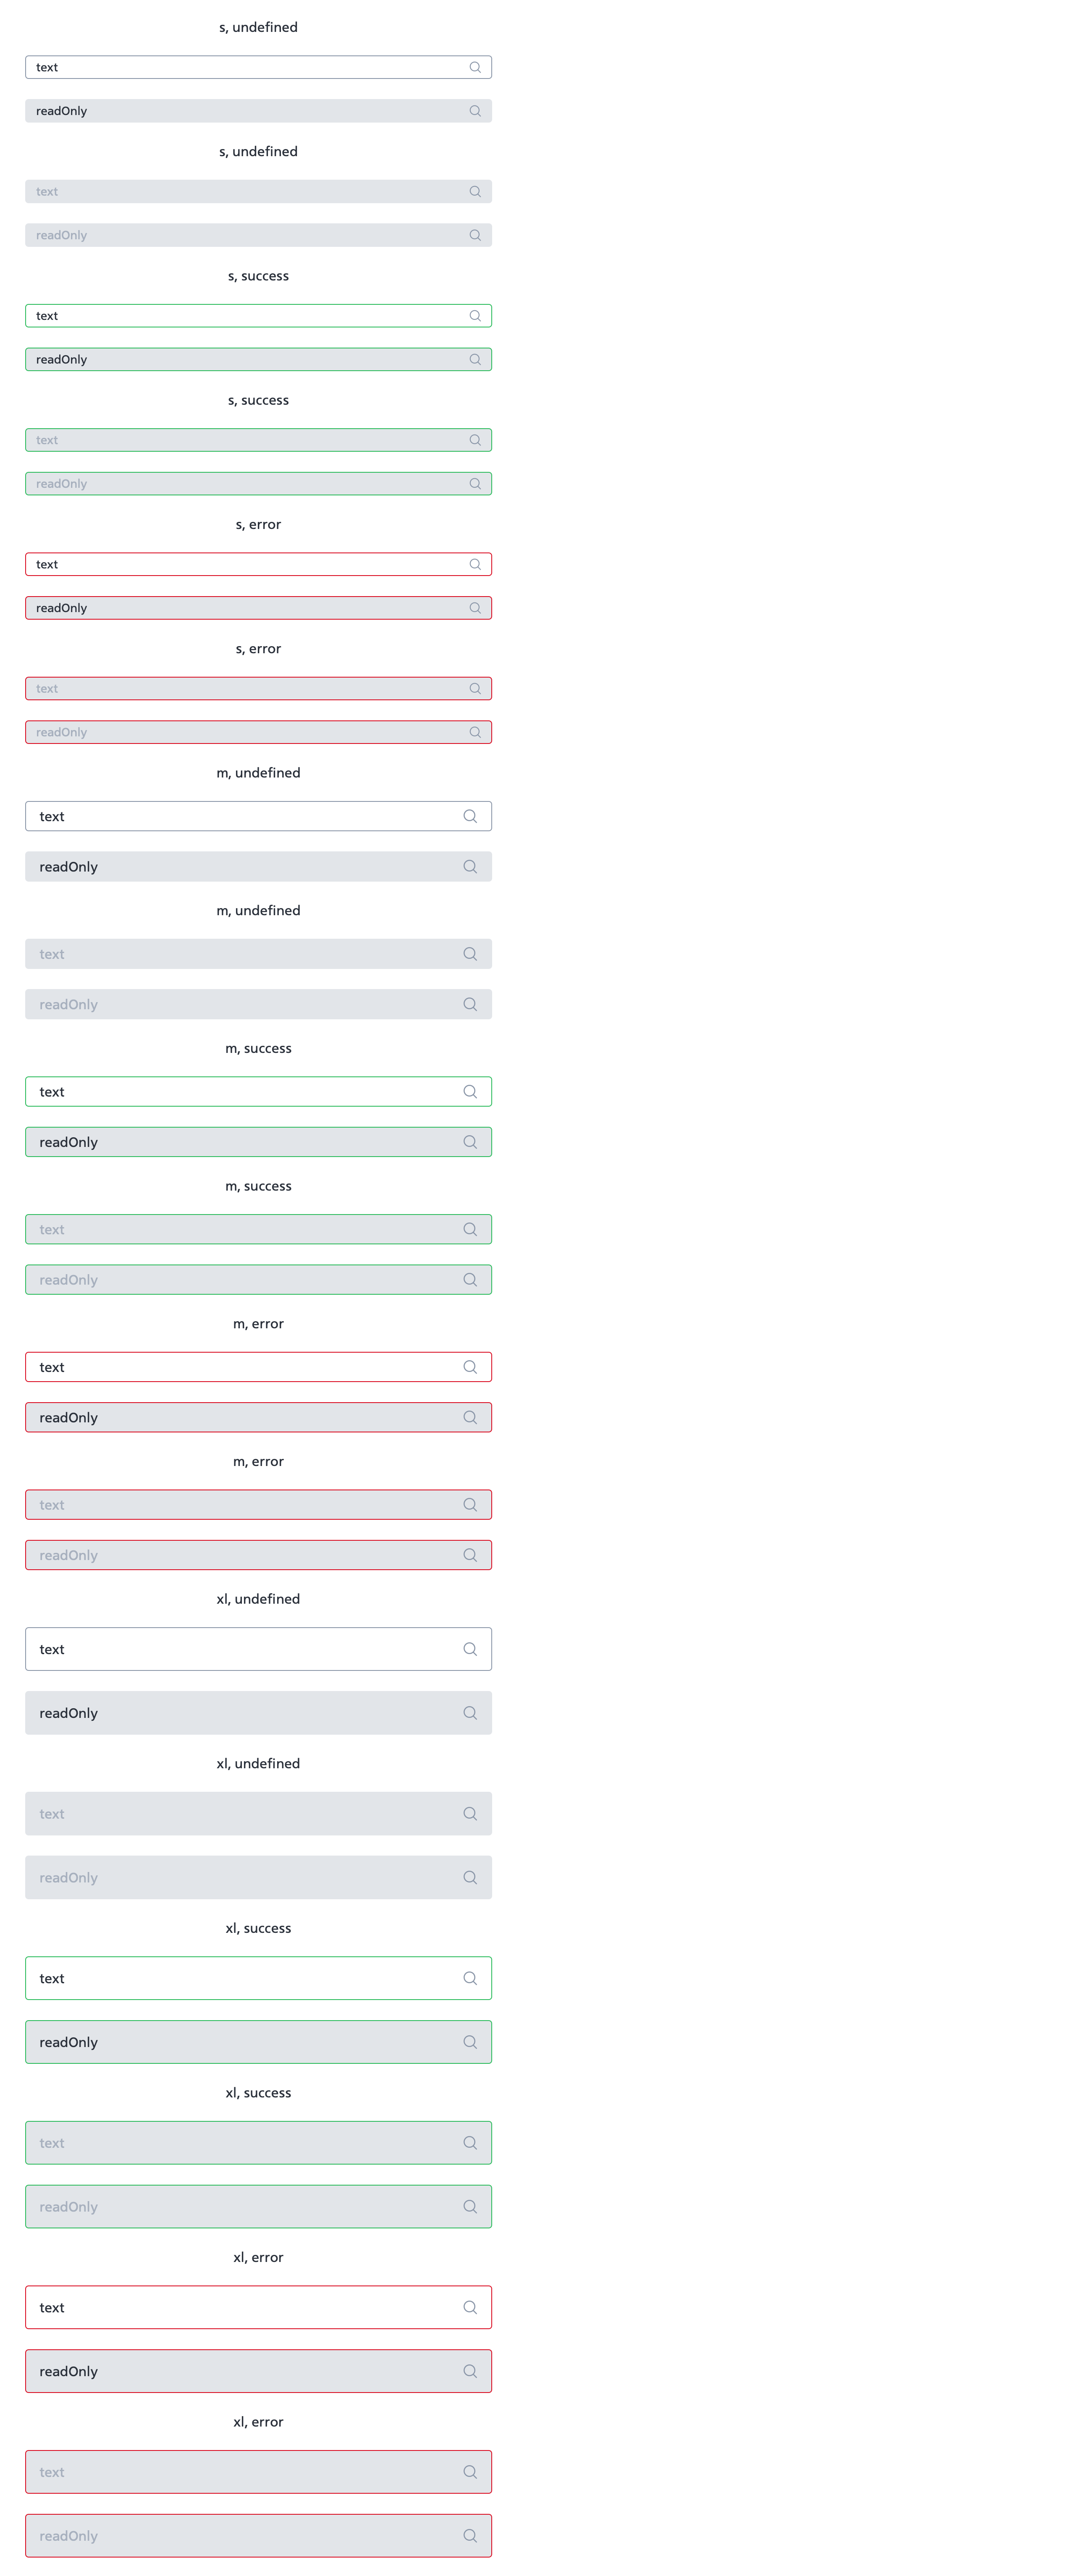 s, undefined
text
readOnly
s, undefined
text
readOnly
s, success
text
readOnly
s, success
text
readOnly
s, error
text
readOnly
s, error
text
readOnly
m, undefined
text
readOnly
m, undefined
text
readOnly
m, success
text
readOnly
m, success
text
readOnly
m, error
text
readOnly
m, error
text
readOnly
xl, undefined
text
readOnly
xl, undefined
text
readOnly
xl, success
text
readOnly
xl, success
text
readOnly
xl, error
text
readOnly
xl, error
text
readOnly